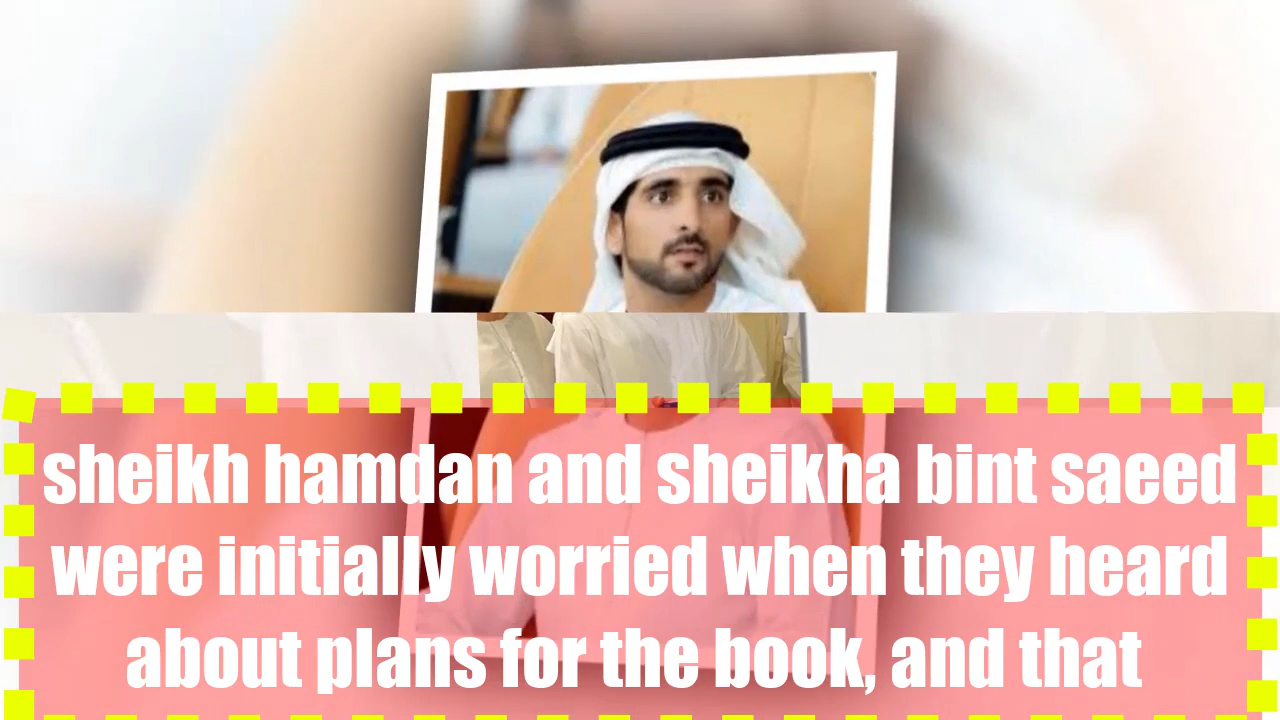 sheikh hamdan and sheikha bint saeed
were initially worried when they heard
about plans for the book, and that